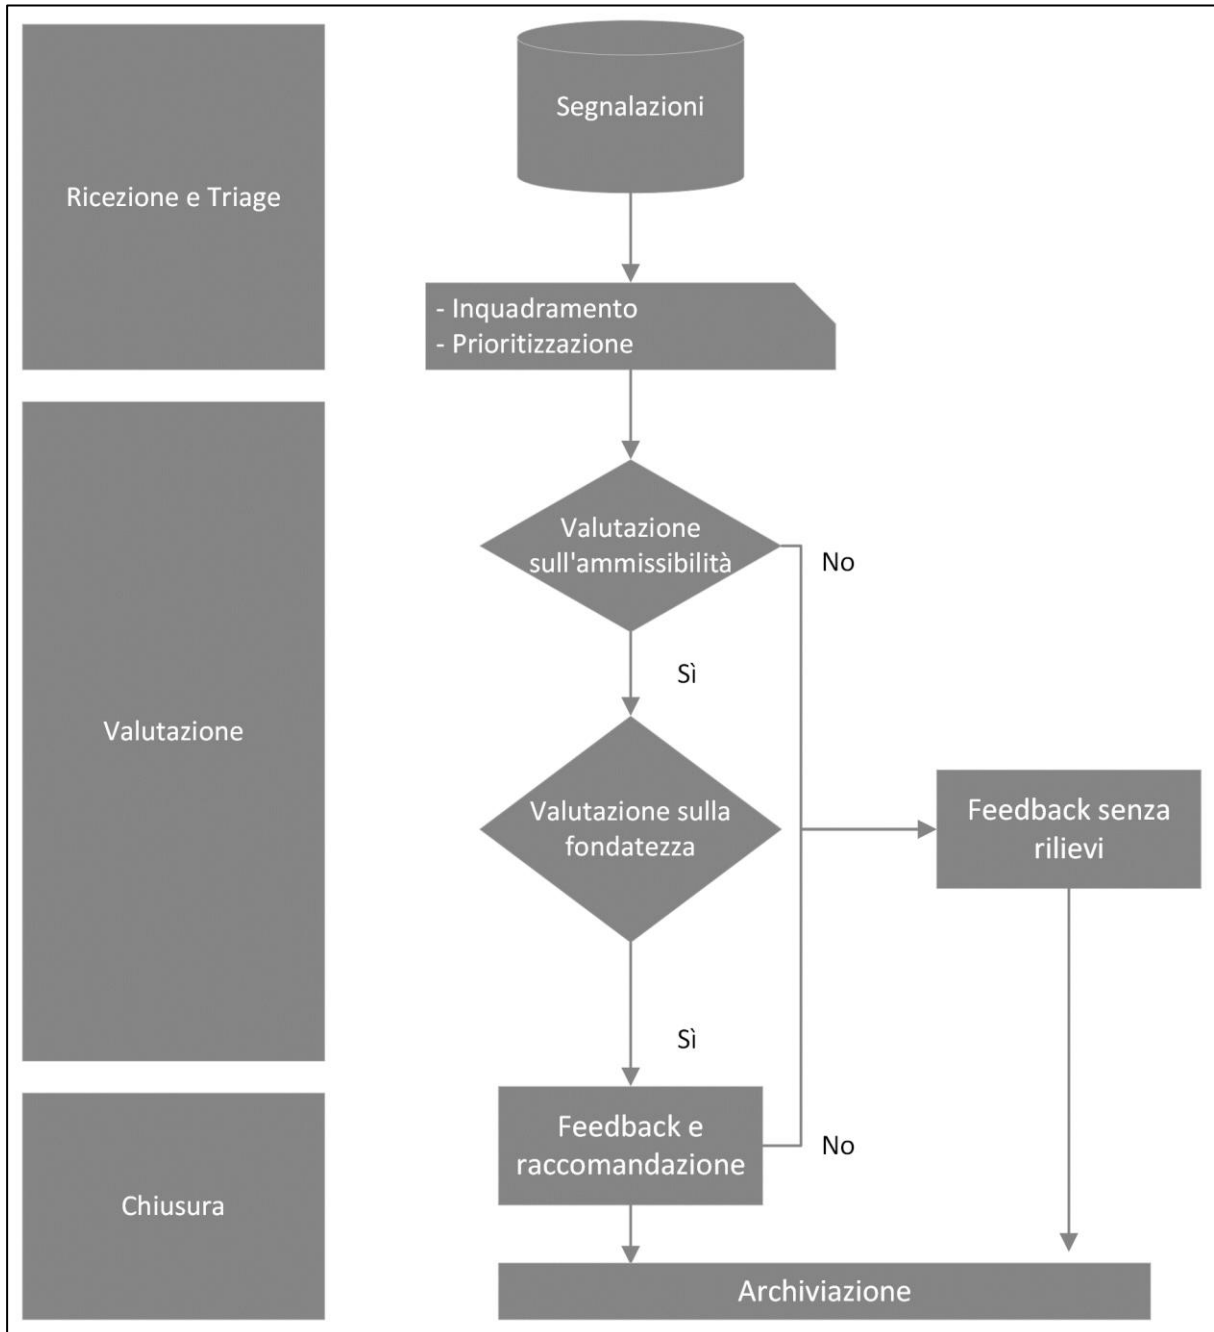 Segnalazioni
Ricezione e Triage
- Inquadramento
- Prioritizzazione
Valutazione
sull'ammissibilità
No
Sì
Valutazione
Valutazione sulla
fondatezza
Feedback senza
rilievi
Sì
Feedback e
raccomandazione
No
Chiusura
Archiviazione